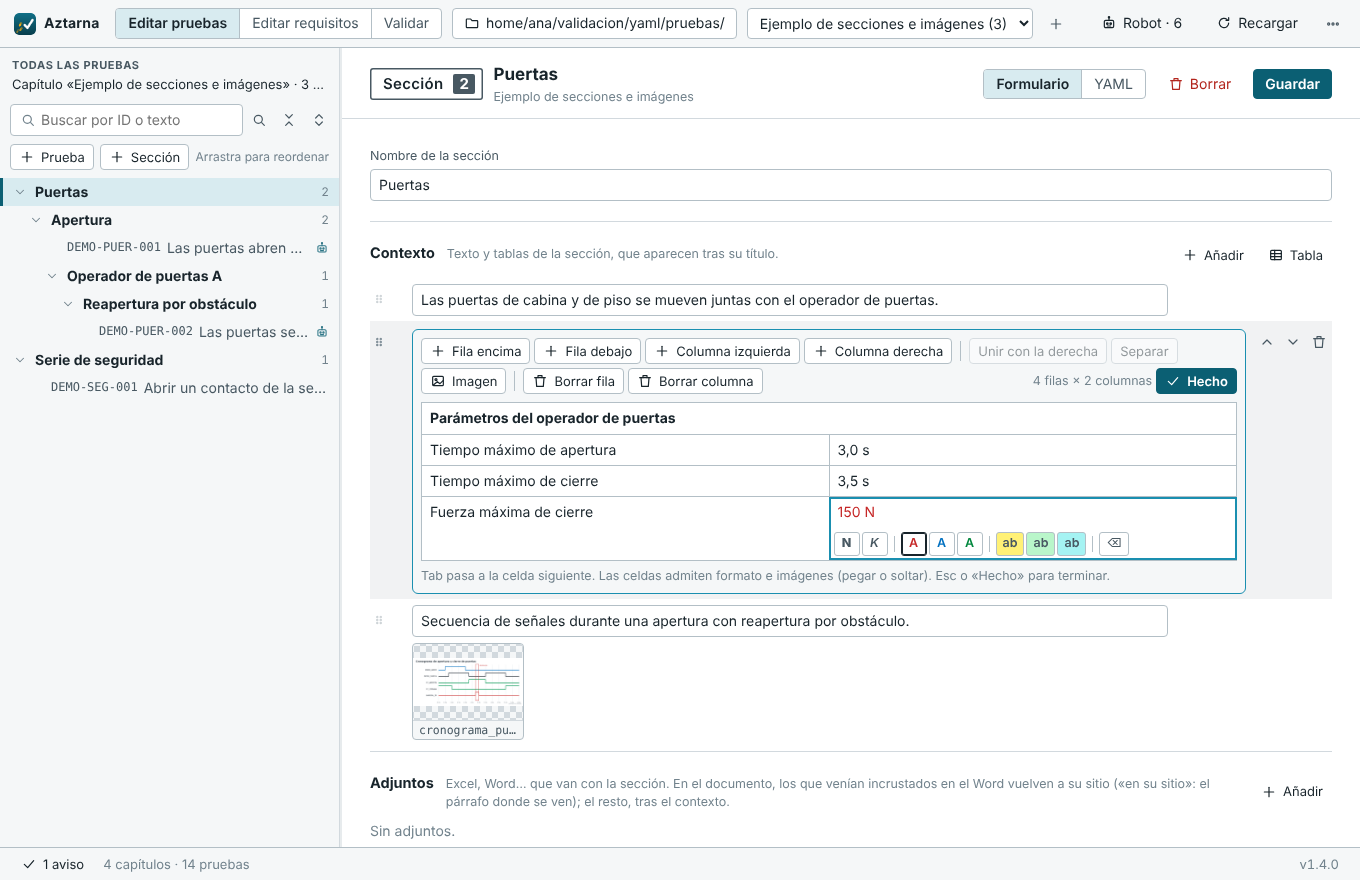 Aztarna
Editar pruebas
Editar requisitos
Validar
home/ana/validacion/yaml/pruebas/
Ejemplo de secciones e imágenes (3)
Robot · 6
Recargar
TODAS LAS PRUEBAS
Capítulo «Ejemplo de secciones e imágenes» · 3 ...
Buscar por ID o texto
Prueba
Sección
Arrastra para reordenar
Puertas 2
Apertura 2
DEMO-PUER-001 Las puertas abren ...
Operador de puertas A 1
Reapertura por obstáculo 1
DEMO-PUER-002 Las puertas se...
Serie de seguridad 1
DEMO-SEG-001 Abrir un contacto de la se...
Sección 2
Puertas
Ejemplo de secciones e imágenes
Formulario
YAML
Borrar
Guardar
Nombre de la sección
Puertas
Contexto
Texto y tablas de la sección, que aparecen tras su título.
Añadir
Tabla
Las puertas de cabina y de piso se mueven juntas con el operador de puertas.
Fila encima
Fila debajo
Columna izquierda
Columna derecha
Unir con la derecha
Separar
Imagen
Borrar fila
Borrar columna
4 filas × 2 columnas
Hecho
Parámetros del operador de puertas
Tiempo máximo de apertura 3,0 s
Tiempo máximo de cierre 3,5 s
Fuerza máxima de cierre 150 N
N K A A A ab ab ab
Tab pasa a la celda siguiente. Las celdas admiten formato e imágenes (pegar o soltar). Esc o «Hecho» para terminar.
Secuencia de señales durante una apertura con reapertura por obstáculo.
cronograma_pu…
Adjuntos
Excel, Word... que van con la sección. En el documento, los que venían incrustados en el Word vuelven a su sitio («en su sitio»: el
párrafo donde se ven); el resto, tras el contexto.
Añadir
Sin adjuntos.
1 aviso
4 capítulos · 14 pruebas
v1.4.0